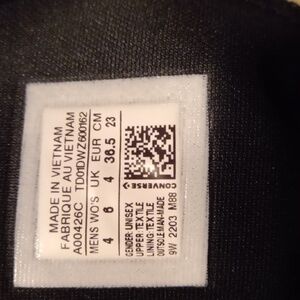 MADE IN VIETNAM
FABRIQUE AU VIETNAM
A00426C TD01DWZ600162
MENS WO'S UK EUR CM
4 6 4 36.5 23
CONVERSE
GENDER:UNISEX
UPPER:TEXTILE
LINING:TEXTILE
OUTSOLE:MAN-MADE
9W 2203 M88